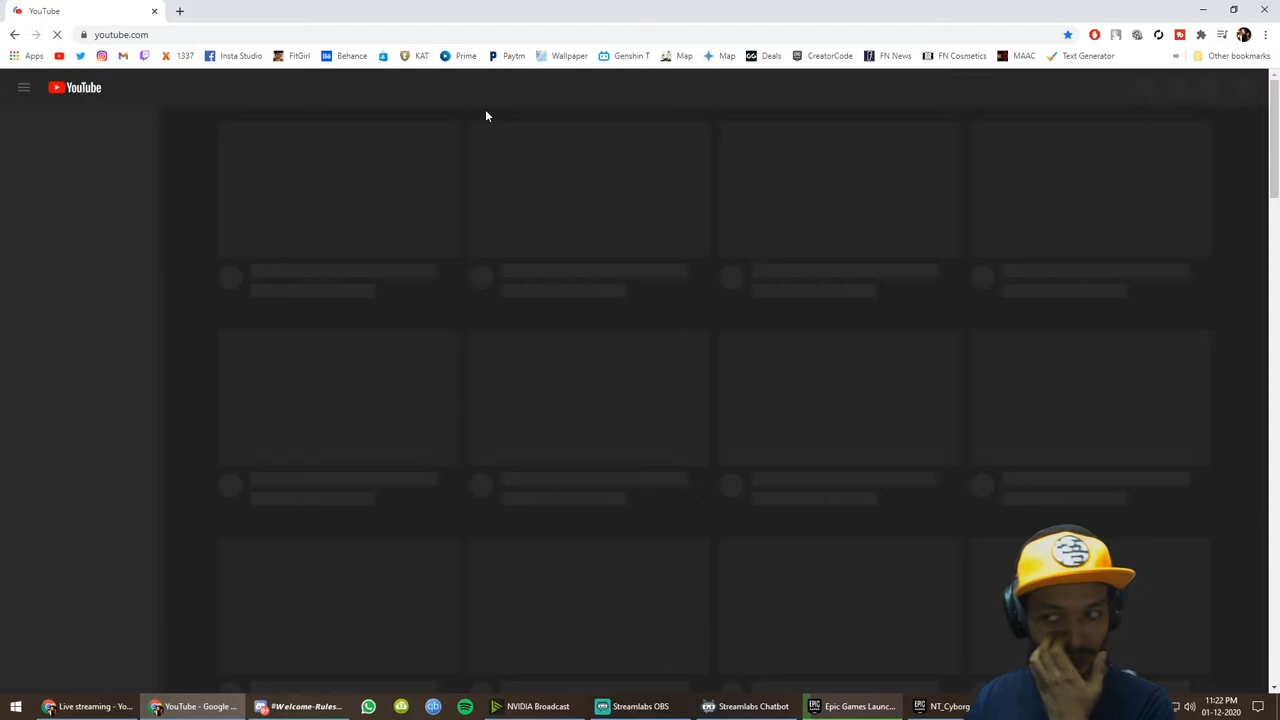 YouTube
youtube.com
Apps
1337
Insta Studio
FitGirl
Behance
KAT
Prime
Paytm
Wallpaper
Genshin T
Map
Map
Deals
CreatorCode
FN News
FN Cosmetics
MAAC
Text Generator
»
Other bookmarks
YouTube
Live streaming - Yo...
YouTube - Google ...
#Welcome-Rules...
NVIDIA Broadcast
Streamlabs OBS
Streamlabs Chatbot
Epic Games Launc...
NT_Cyborg
11:22 PM
01-12-2020